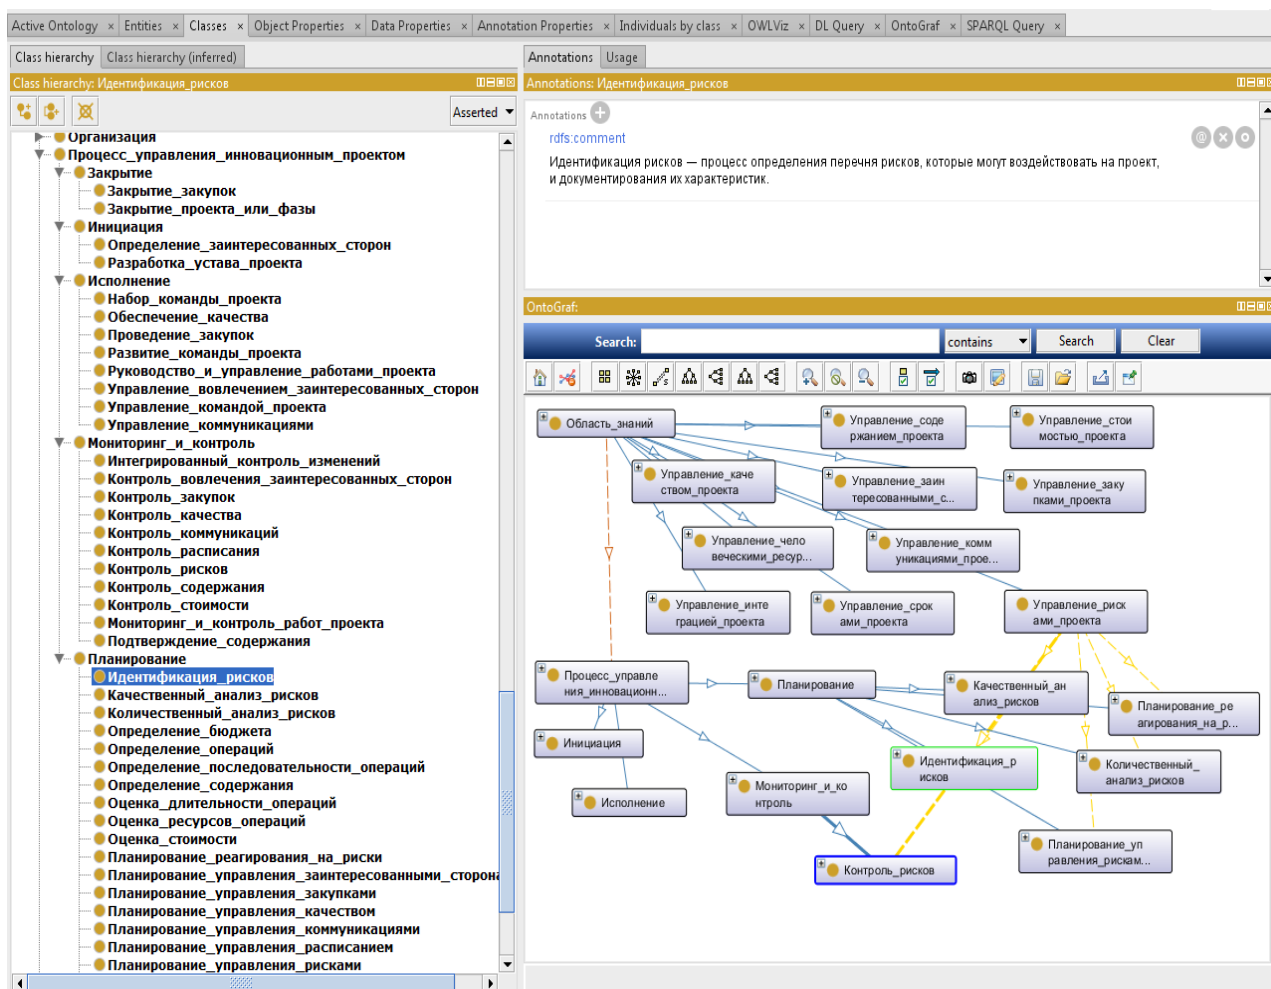 Active Ontology × Entities × Classes × Object Properties × Data Properties × Annotation Properties × Individuals by class × OWLViz × DL Query × OntoGraf × SPARQL Query ×
Class hierarchy Class hierarchy (inferred)
Class hierarchy: Идентификация_рисков
Asserted
Организация
Процесс_управления_инновационным_проектом
Закрытие
Закрытие_закупок
Закрытие_проекта_или_фазы
Инициация
Определение_заинтересованных_сторон
Разработка_устава_проекта
Исполнение
Набор_команды_проекта
Обеспечение_качества
Проведение_закупок
Развитие_команды_проекта
Руководство_и_управление_работами_проекта
Управление_вовлечением_заинтересованных_сторон
Управление_командой_проекта
Управление_коммуникациями
Мониторинг_и_контроль
Интегрированный_контроль_изменений
Контроль_вовлечения_заинтересованных_сторон
Контроль_закупок
Контроль_качества
Контроль_коммуникаций
Контроль_расписания
Контроль_рисков
Контроль_содержания
Контроль_стоимости
Мониторинг_и_контроль_работ_проекта
Подтверждение_содержания
Планирование
Идентификация_рисков
Качественный_анализ_рисков
Количественный_анализ_рисков
Определение_бюджета
Определение_операций
Определение_последовательности_операций
Определение_содержания
Оценка_длительности_операций
Оценка_ресурсов_операций
Оценка_стоимости
Планирование_реагирования_на_риски
Планирование_управления_заинтересованными_сторона
Планирование_управления_закупками
Планирование_управления_качеством
Планирование_управления_коммуникациями
Планирование_управления_расписанием
Планирование_управления_рисками
Annotations Usage
Annotations: Идентификация_рисков
Annotations
rdfs:comment
Идентификация рисков — процесс определения перечня рисков, которые могут воздействовать на проект,
и документирования их характеристик.
OntoGraf:
Search: contains Search Clear
Область_знаний
Управление_соде
ржанием_проекта
Управление_стои
мостью_проекта
Управление_каче
ством_проекта
Управление_заин
тересованными_с...
Управление_заку
пками_проекта
Управление_чело
веческими_ресур...
Управление_комм
уникациями_прое...
Управление_инте
грацией_проекта
Управление_срок
ами_проекта
Управление_риск
ами_проекта
Процесс_управле
ния_инновационн...
Планирование
Качественный_ан
ализ_рисков
Планирование_ре
агирования_на_р...
Инициация
Идентификация_р
исков
Количественный_
анализ_рисков
Исполнение
Мониторинг_и_ко
нтроль
Планирование_уп
равления_рискам...
Контроль_рисков